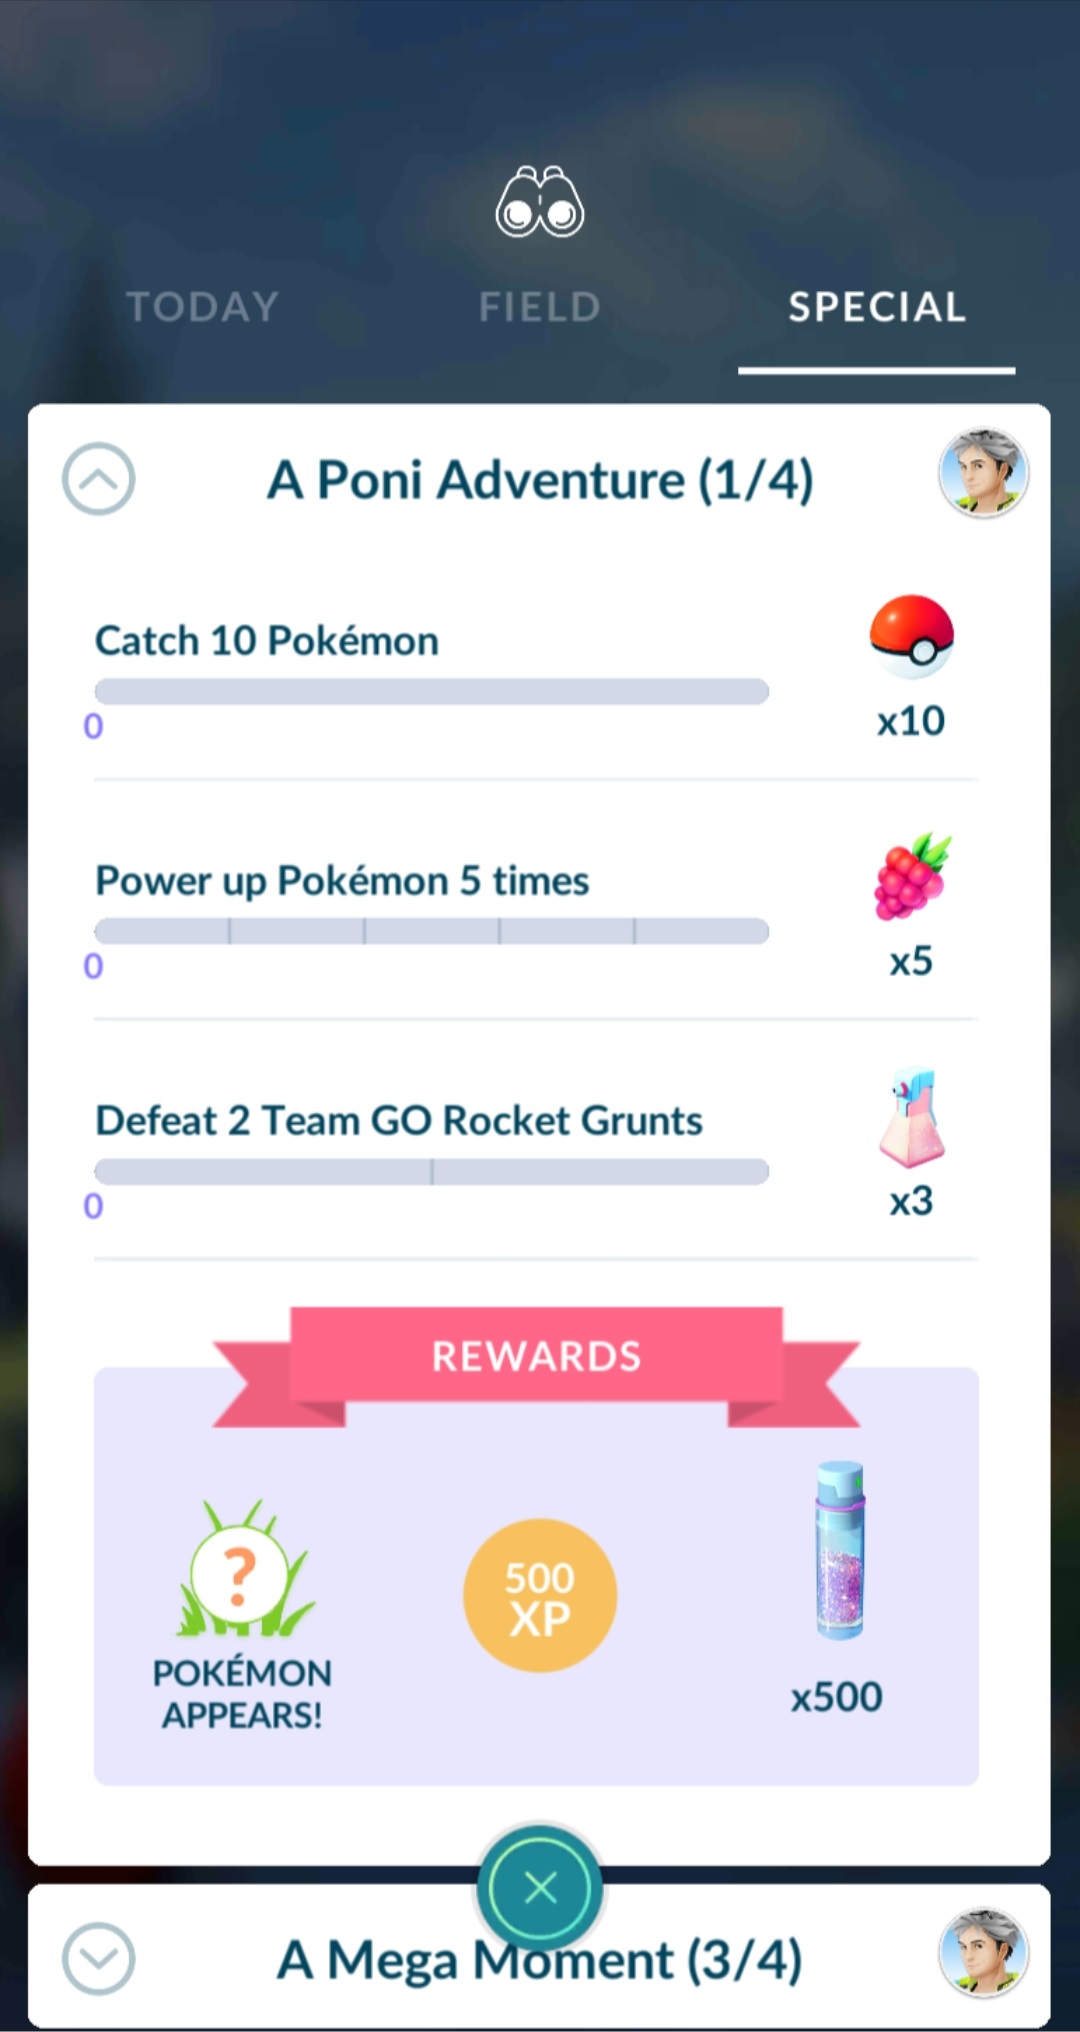 TODAY
FIELD
SPECIAL
A Poni Adventure (1/4)
Catch 10 Pokémon
0
x10
Power up Pokémon 5 times
0
x5
Defeat 2 Team GO Rocket Grunts
0
x3
REWARDS
?
POKÉMON
APPEARS!
500
XP
x500
A Mega Moment (3/4)